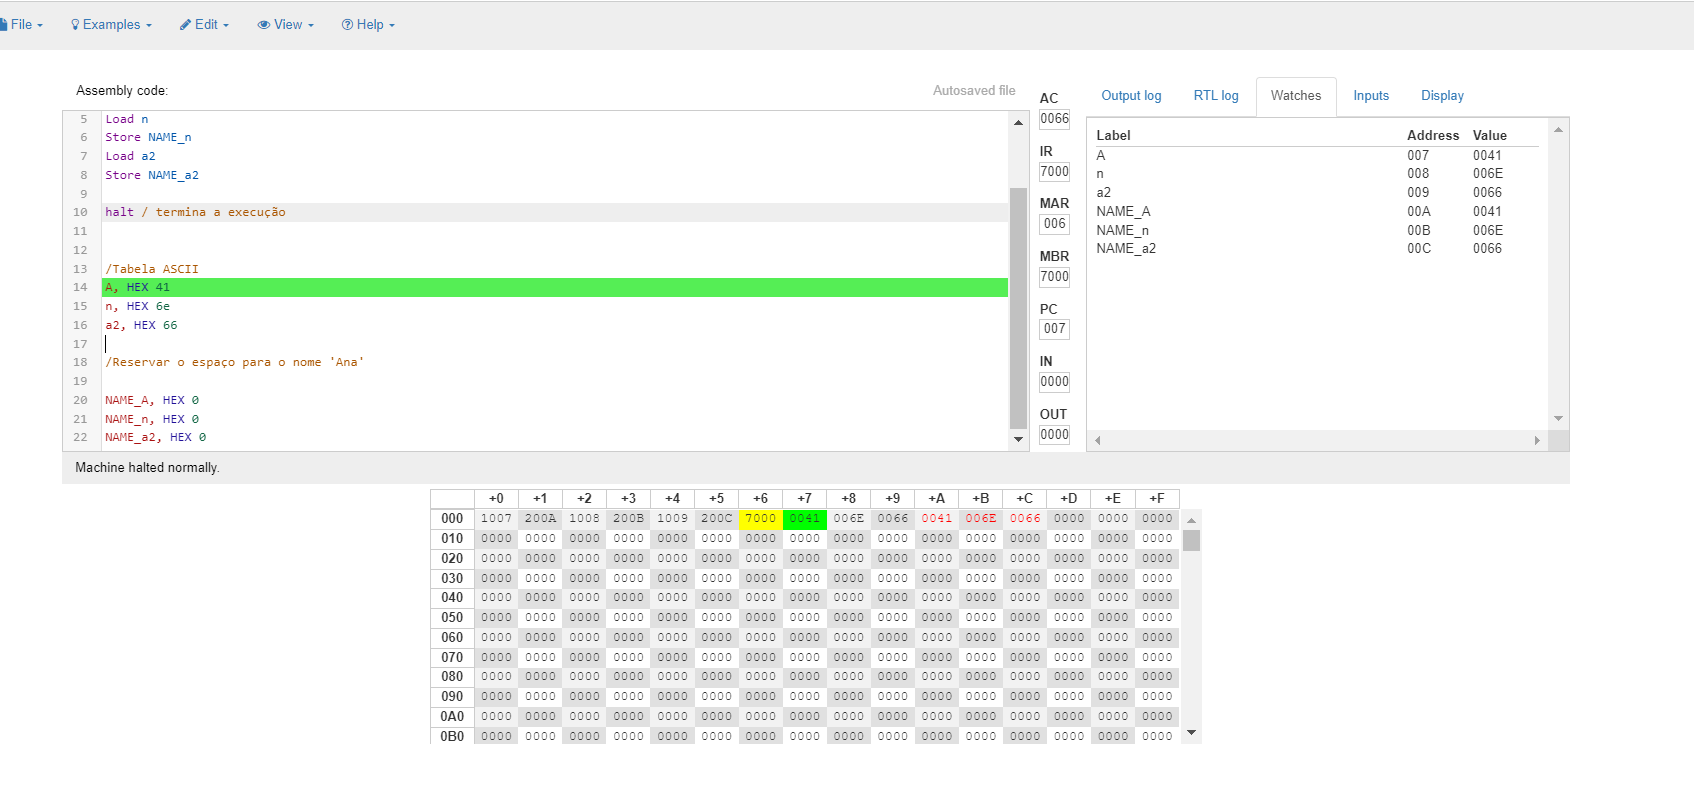 File Examples Edit View Help
Assembly code: Autosaved file
5 Load n
6 Store NAME_n
7 Load a2
8 Store NAME_a2
9
10 halt / termina a execução
11
12
13 /Tabela ASCII
14 A, HEX 41
15 n, HEX 6e
16 a2, HEX 66
17
18 /Reservar o espaço para o nome 'Ana'
19
20 NAME_A, HEX 0
21 NAME_n, HEX 0
22 NAME_a2, HEX 0
Machine halted normally.
AC
0066
IR
7000
MAR
006
MBR
7000
PC
007
IN
0000
OUT
0000
Output log RTL log Watches Inputs Display
Label Address Value
A 007 0041
n 008 006E
a2 009 0066
NAME_A 00A 0041
NAME_n 00B 006E
NAME_a2 00C 0066
+0 +1 +2 +3 +4 +5 +6 +7 +8 +9 +A +B +C +D +E +F
000 1007 200A 1008 200B 1009 200C 7000 0041 006E 0066 0041 006E 0066 0000 0000 0000
010 0000 0000 0000 0000 0000 0000 0000 0000 0000 0000 0000 0000 0000 0000 0000 0000
020 0000 0000 0000 0000 0000 0000 0000 0000 0000 0000 0000 0000 0000 0000 0000 0000
030 0000 0000 0000 0000 0000 0000 0000 0000 0000 0000 0000 0000 0000 0000 0000 0000
040 0000 0000 0000 0000 0000 0000 0000 0000 0000 0000 0000 0000 0000 0000 0000 0000
050 0000 0000 0000 0000 0000 0000 0000 0000 0000 0000 0000 0000 0000 0000 0000 0000
060 0000 0000 0000 0000 0000 0000 0000 0000 0000 0000 0000 0000 0000 0000 0000 0000
070 0000 0000 0000 0000 0000 0000 0000 0000 0000 0000 0000 0000 0000 0000 0000 0000
080 0000 0000 0000 0000 0000 0000 0000 0000 0000 0000 0000 0000 0000 0000 0000 0000
090 0000 0000 0000 0000 0000 0000 0000 0000 0000 0000 0000 0000 0000 0000 0000 0000
0A0 0000 0000 0000 0000 0000 0000 0000 0000 0000 0000 0000 0000 0000 0000 0000 0000
0B0 0000 0000 0000 0000 0000 0000 0000 0000 0000 0000 0000 0000 0000 0000 0000 0000